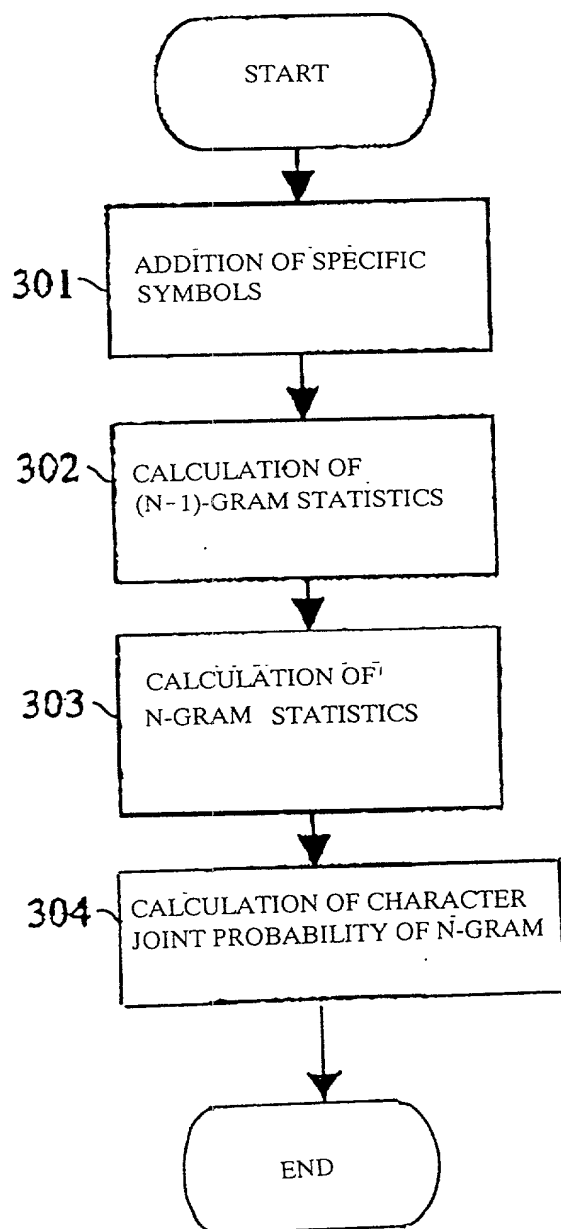 START
301
ADDITION OF SPECIFIC
SYMBOLS
302
CALCULATION OF
(N-1)-GRAM STATISTICS
303
CALCULATION OF
N-GRAM STATISTICS
304
CALCULATION OF CHARACTER
JOINT PROBABILITY OF N-GRAM
END